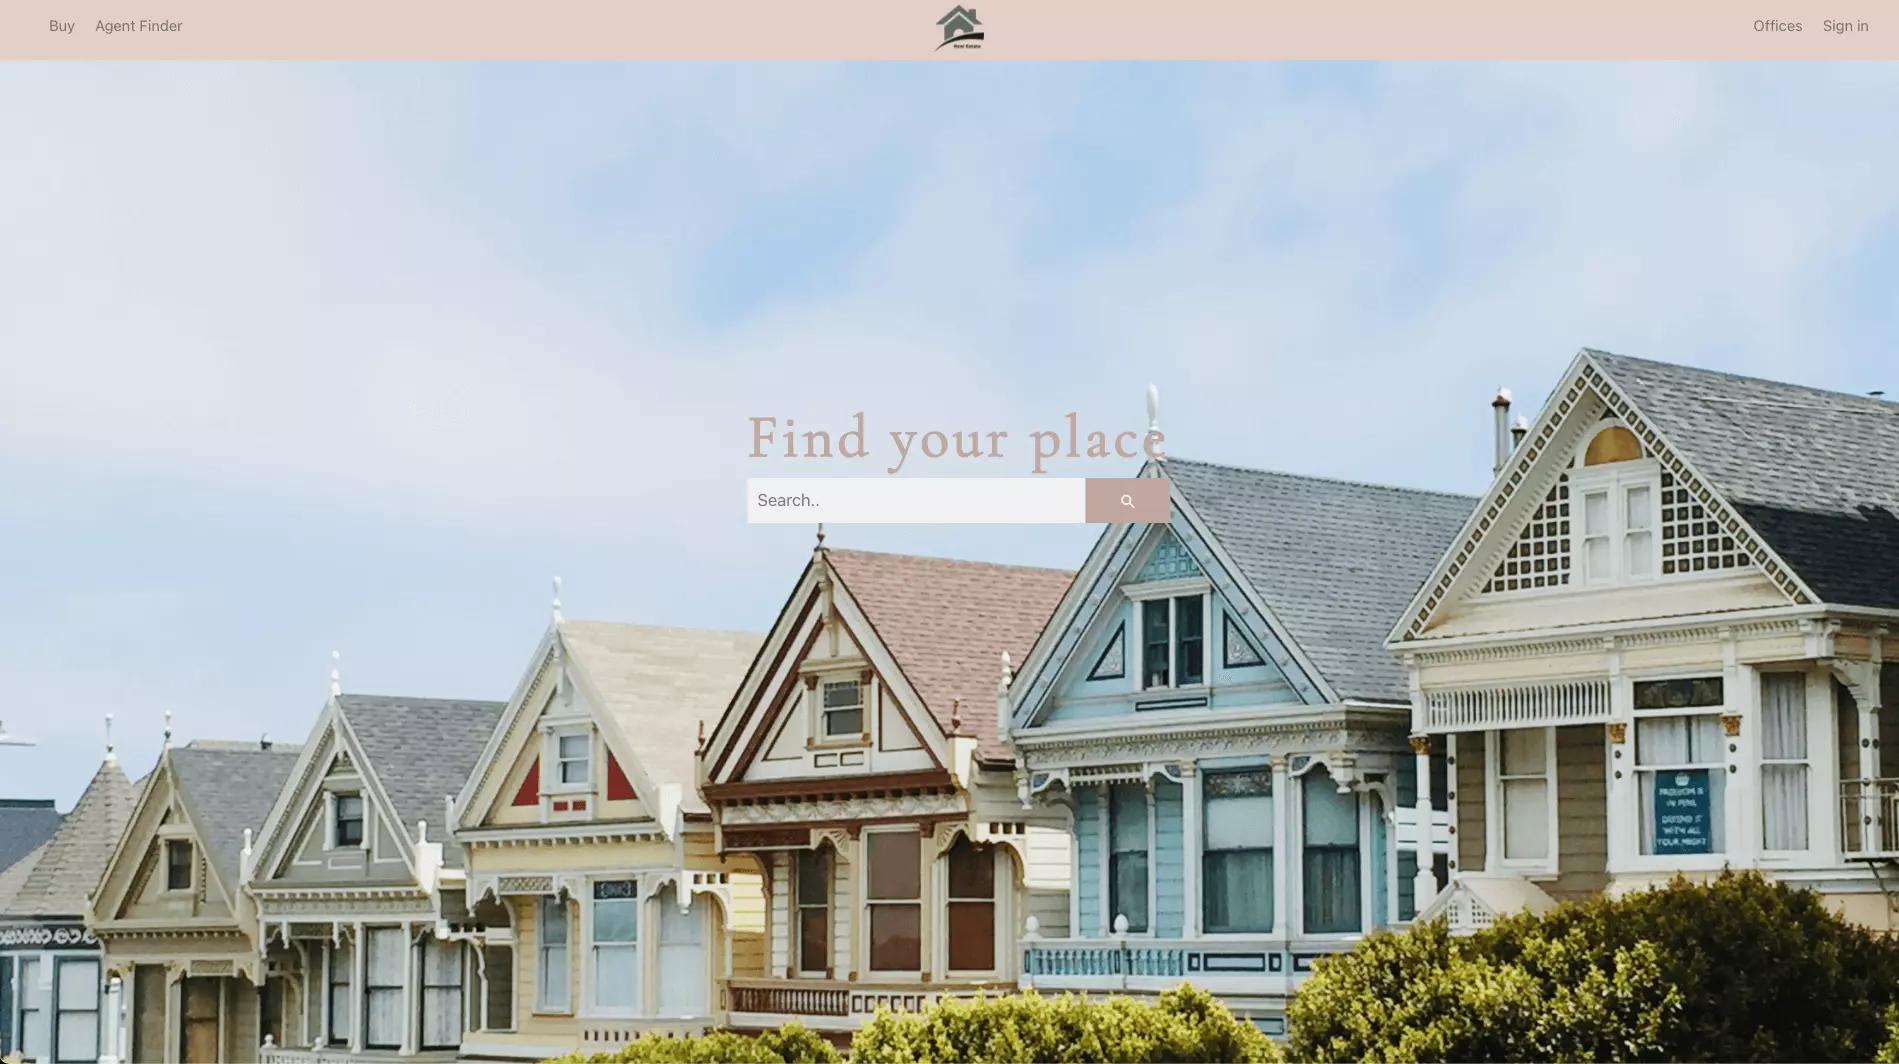 Buy
Agent Finder
Real Estate
Offices
Sign in
Find your place
Search..
FREEDOM IS
IN PERIL
DEFEND IT
WITH ALL
YOUR MIGHT